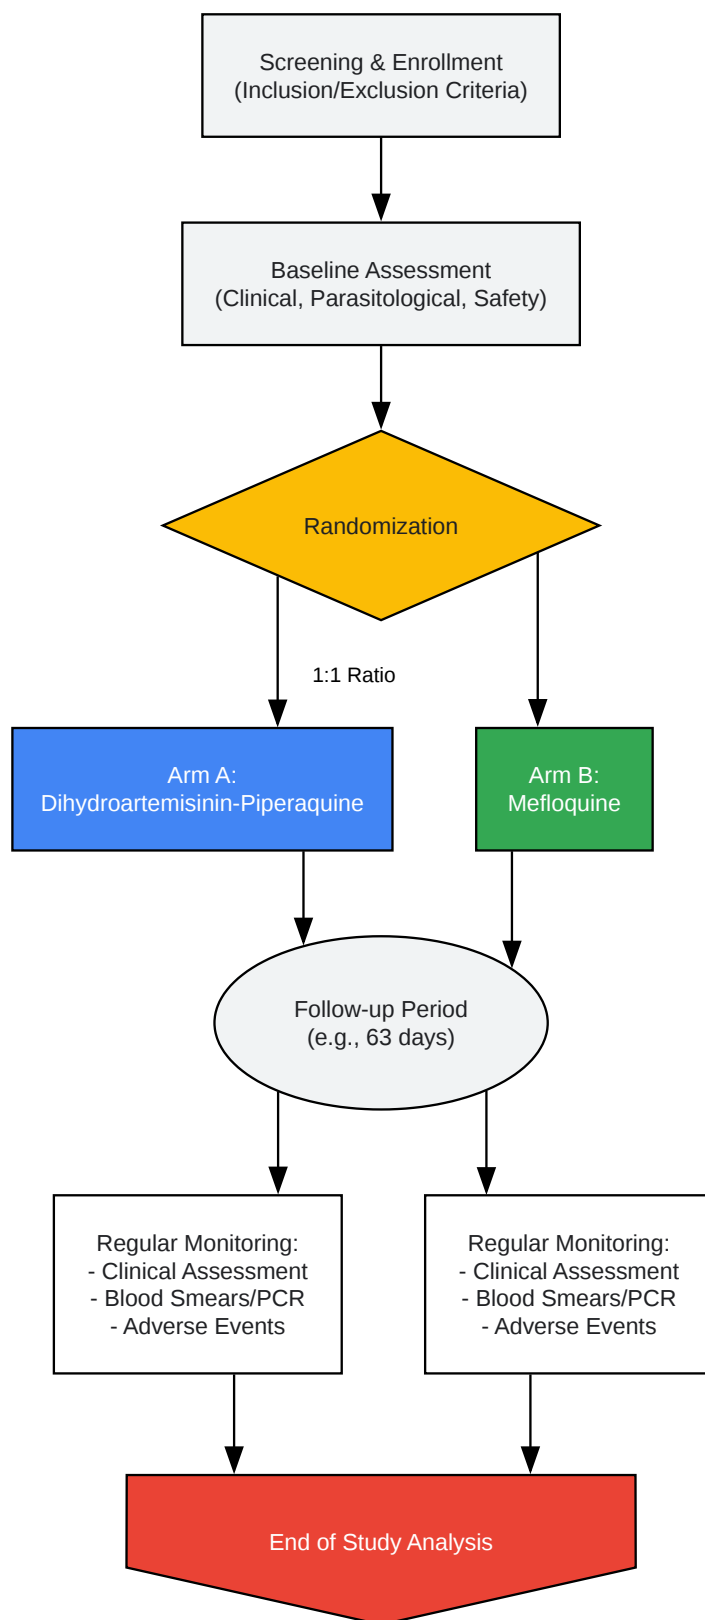 Screening & Enrollment
(Inclusion/Exclusion Criteria)
Baseline Assessment
(Clinical, Parasitological, Safety)
Randomization
1:1 Ratio
Arm A:
Dihydroartemisinin-Piperaquine
Arm B:
Mefloquine
Follow-up Period
(e.g., 63 days)
Regular Monitoring:
- Clinical Assessment
- Blood Smears/PCR
- Adverse Events
Regular Monitoring:
- Clinical Assessment
- Blood Smears/PCR
- Adverse Events
End of Study Analysis